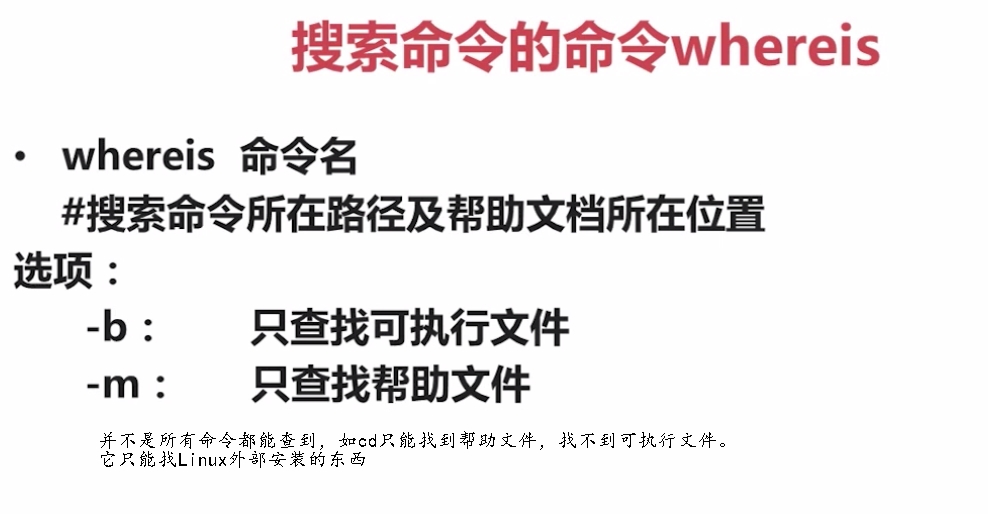 搜索命令的命令whereis
• whereis 命令名
#搜索命令所在路径及帮助文档所在位置
选项：
-b： 只查找可执行文件
-m： 只查找帮助文件
并不是所有命令都能查到，如cd只能找到帮助文件，找不到可执行文件。
它只能找Linux外部安装的东西